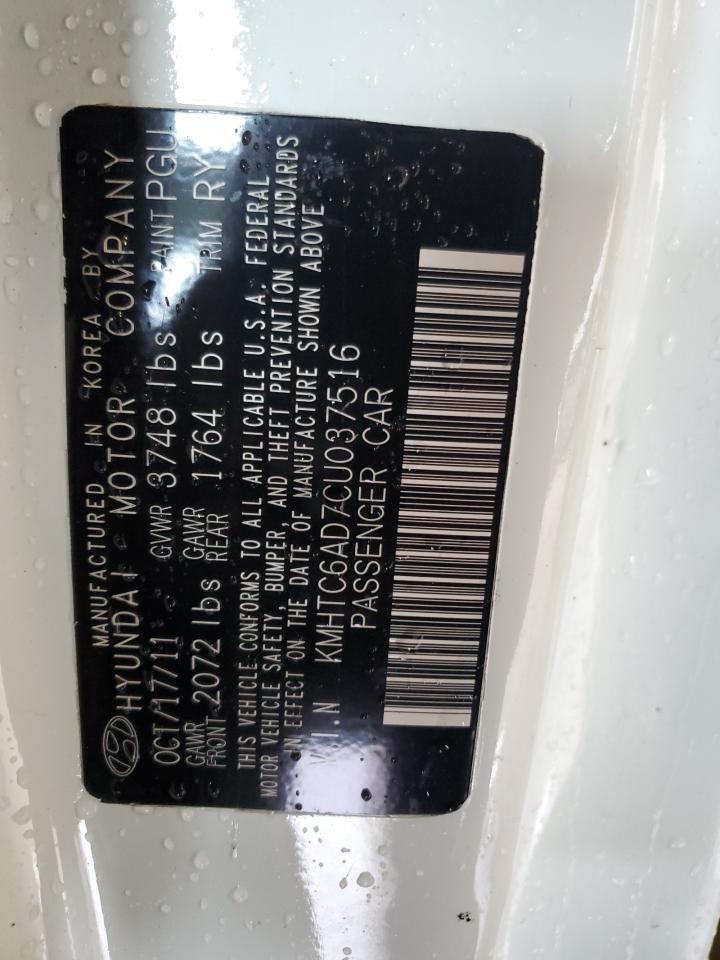 MANUFACTURED IN KOREA BY
HYUNDAI MOTOR COMPANY
OCT/17/11 GVWR 3748 lbs PAINT PGU
GAWR FRONT 2072 lbs GAWR REAR 1764 lbs TRIM RY
THIS VEHICLE CONFORMS TO ALL APPLICABLE U.S.A. FEDERAL
MOTOR VEHICLE SAFETY, BUMPER, AND THEFT PREVENTION STANDARDS
IN EFFECT ON THE DATE OF MANUFACTURE SHOWN ABOVE
V.I.N KMHTC6AD7CU037516
PASSENGER CAR